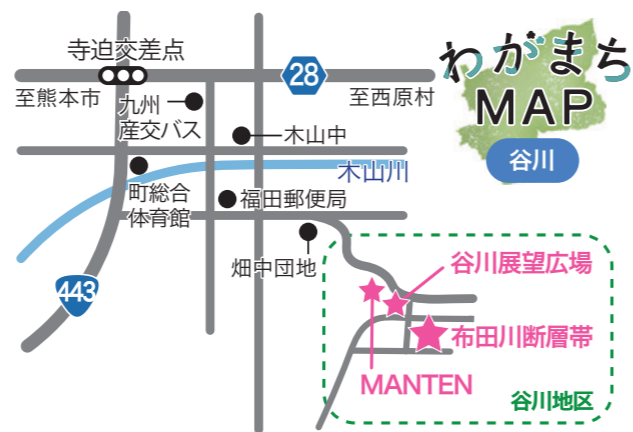 わがまち
MAP
谷川
寺迫交差点
28
至熊本市
九州
産交バス
至西原村
木山中
木山川
町総合
体育館
福田郵便局
畑中団地
443
谷川展望広場
布田川断層帯
MANTEN
谷川地区